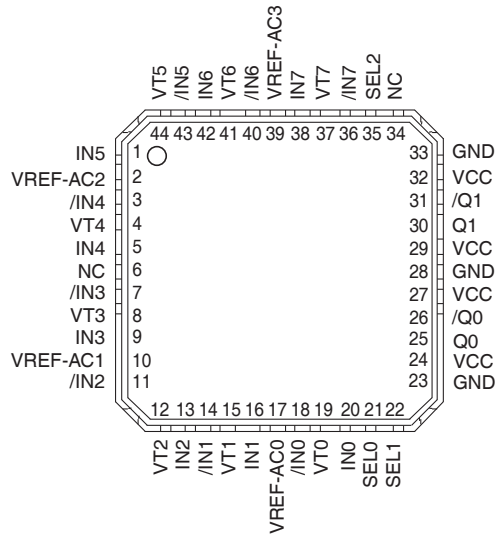 VT5 /IN5 IN6 VT6 /IN6 VREF-AC3 IN7 VT7 /IN7 SEL2 NC
44 43 42 41 40 39 38 37 36 35 34
IN5 1 33 GND
VREF-AC2 2 32 VCC
/IN4 3 31 /Q1
VT4 4 30 Q1
IN4 5 29 VCC
NC 6 28 GND
/IN3 7 27 VCC
VT3 8 26 /Q0
IN3 9 25 Q0
VREF-AC1 10 24 VCC
/IN2 11 23 GND
12 13 14 15 16 17 18 19 20 21 22
VT2 IN2 /IN1 VT1 IN1 VREF-AC0 /IN0 VT0 IN0 SEL0 SEL1